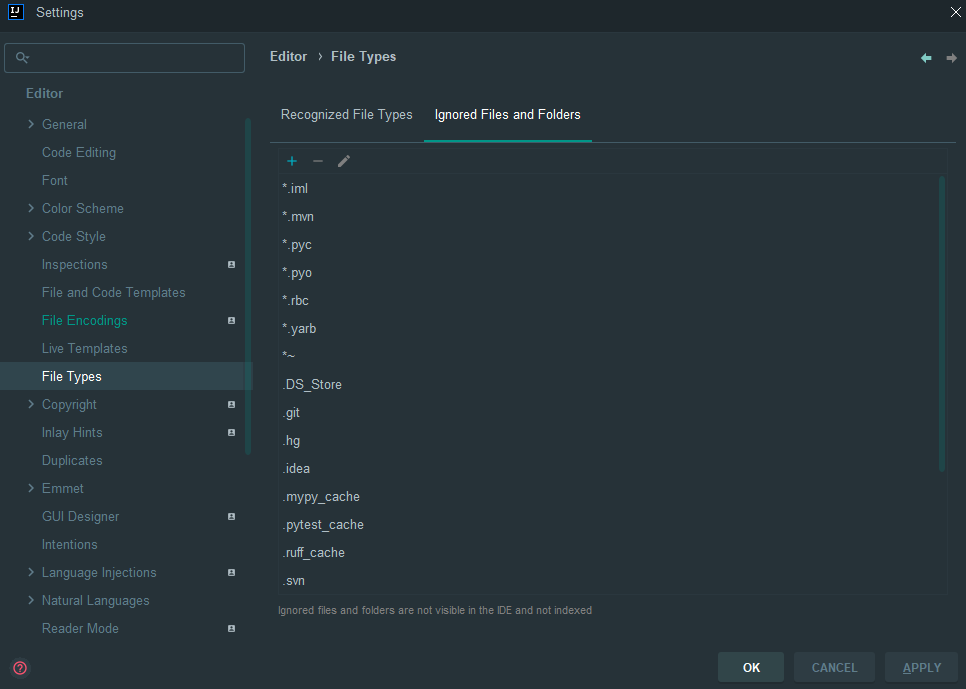 IJ
Settings
Editor › File Types
Editor
General
Code Editing
Font
Color Scheme
Code Style
Inspections
File and Code Templates
File Encodings
Live Templates
File Types
Copyright
Inlay Hints
Duplicates
Emmet
GUI Designer
Intentions
Language Injections
Natural Languages
Reader Mode
Recognized File Types
Ignored Files and Folders
*.iml
*.mvn
*.pyc
*.pyo
*.rbc
*.yarb
*~
.DS_Store
.git
.hg
.idea
.mypy_cache
.pytest_cache
.ruff_cache
.svn
Ignored files and folders are not visible in the IDE and not indexed
?
OK
CANCEL
APPLY